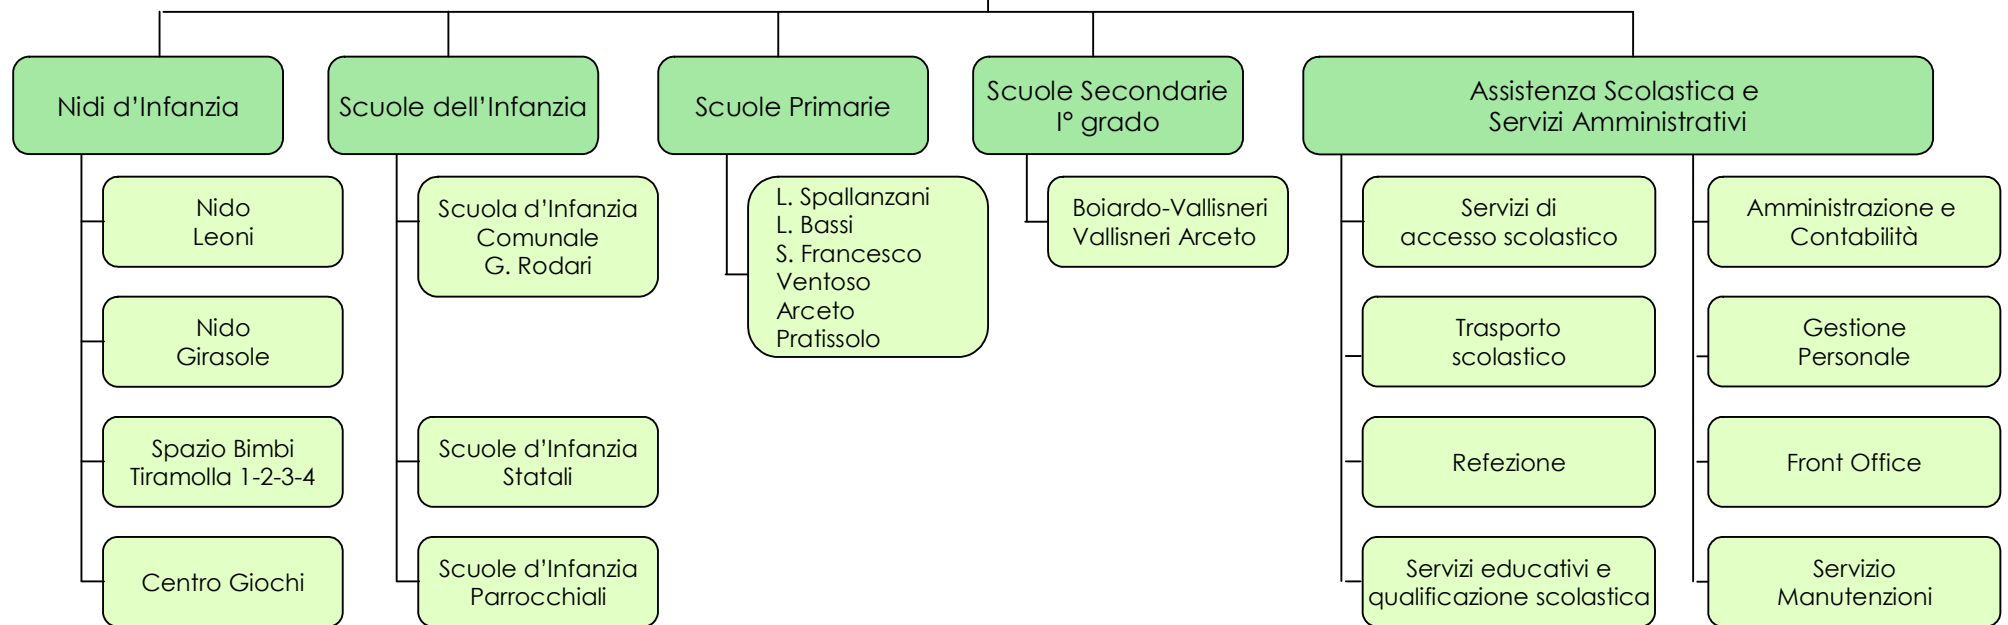 Nidi d’Infanzia
Scuole dell’Infanzia
Scuole Primarie
Scuole Secondarie
I° grado
Assistenza Scolastica e
Servizi Amministrativi
Nido
Leoni
Nido
Girasole
Spazio Bimbi
Tiramolla 1-2-3-4
Centro Giochi
Scuola d’Infanzia
Comunale
G. Rodari
Scuole d’Infanzia
Statali
Scuole d’Infanzia
Parrocchiali
L. Spallanzani
L. Bassi
S. Francesco
Ventoso
Arceto
Pratissolo
Boiardo-Vallisneri
Vallisneri Arceto
Servizi di
accesso scolastico
Trasporto
scolastico
Refezione
Servizi educativi e
qualificazione scolastica
Amministrazione e
Contabilità
Gestione
Personale
Front Office
Servizio
Manutenzioni